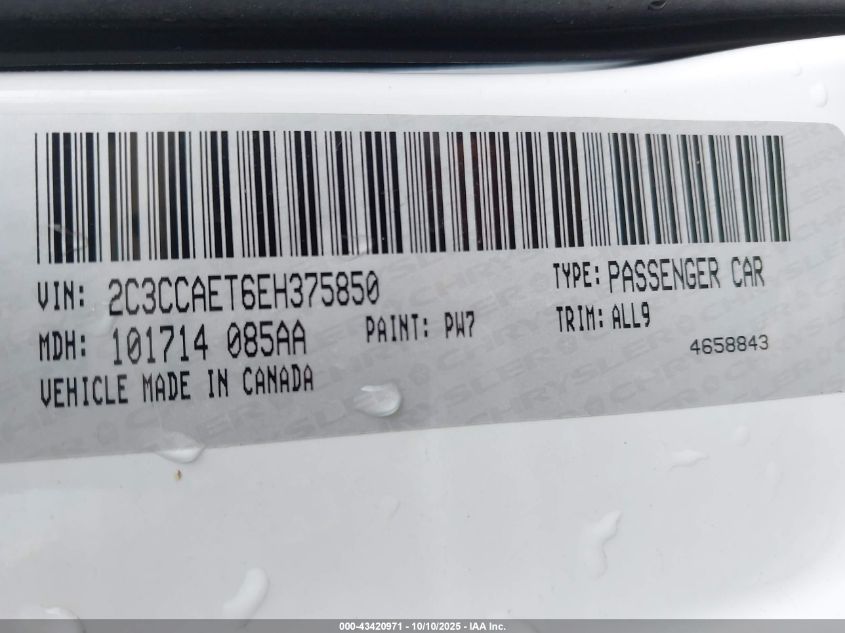 VIN: 2C3CCAET6EH375850
TYPE: PASSENGER CAR
MDH: 101714 085AA
PAINT: PW7
TRIM: ALL9
4658843
VEHICLE MADE IN CANADA
CHRYSLER
000-43420971 - 10/10/2025 - IAA Inc.